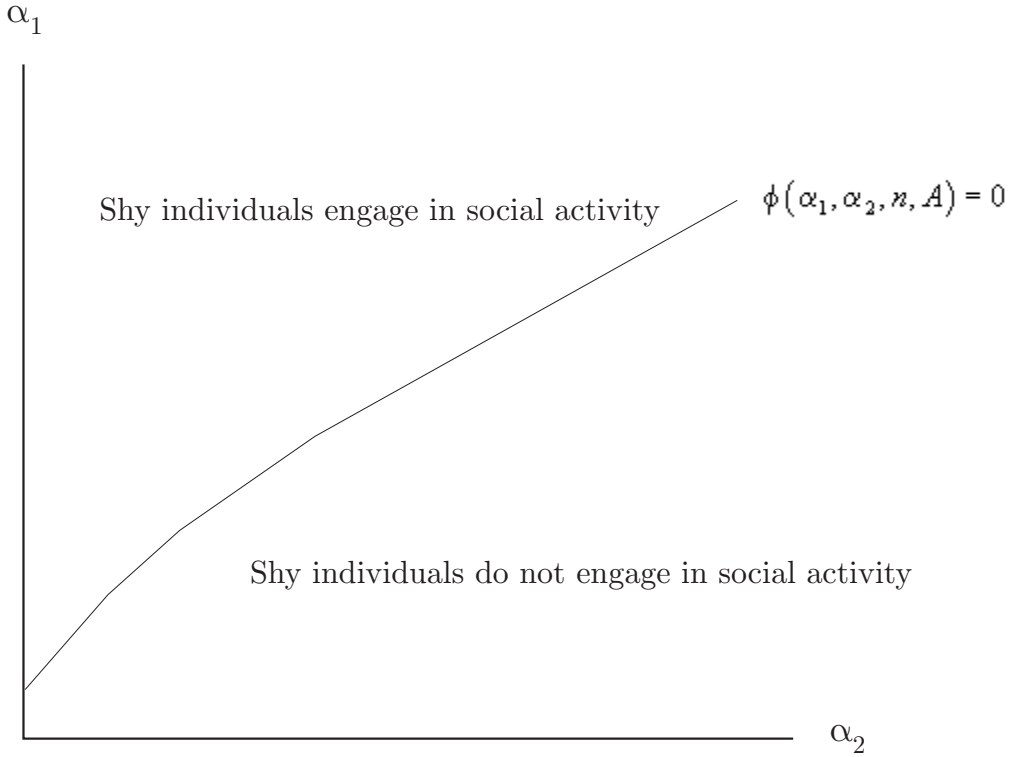 α₁
Shy individuals engage in social activity
ϕ(α₁, α₂, n, A) = 0
Shy individuals do not engage in social activity
α₂